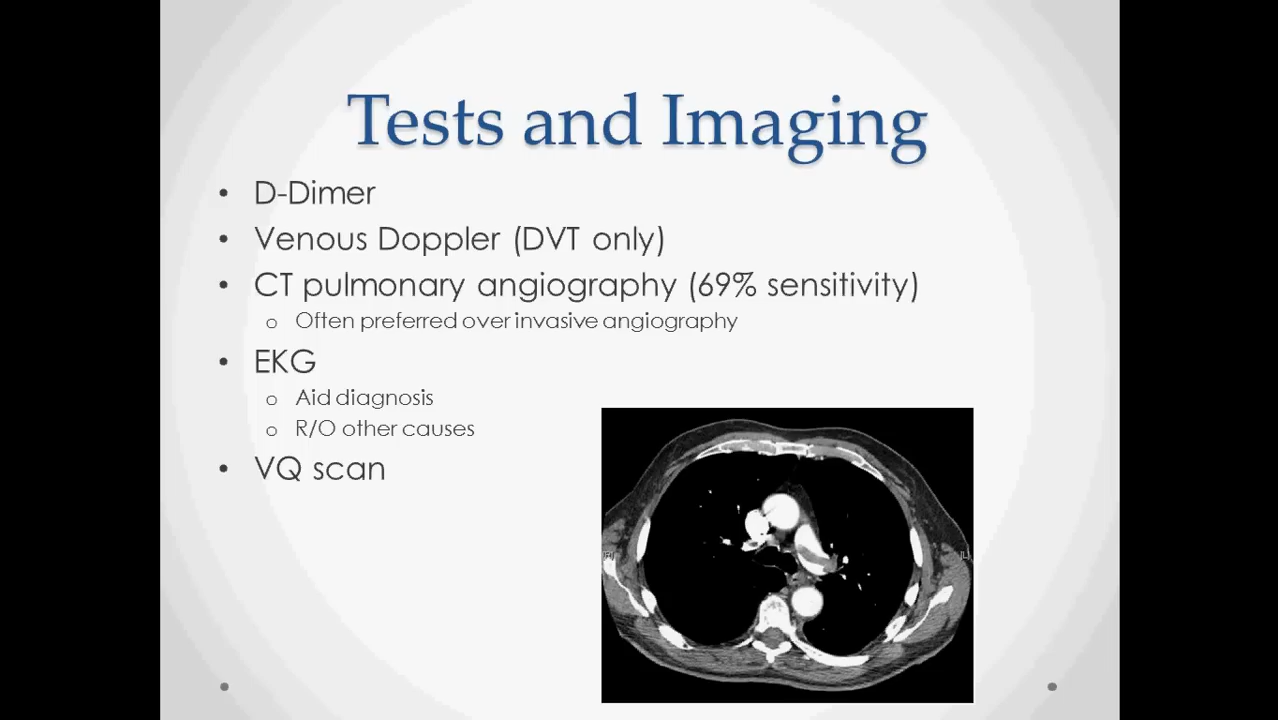 Tests and Imaging
• D-Dimer
• Venous Doppler (DVT only)
• CT pulmonary angiography (69% sensitivity)
o Often preferred over invasive angiography
• EKG
o Aid diagnosis
o R/O other causes
• VQ scan